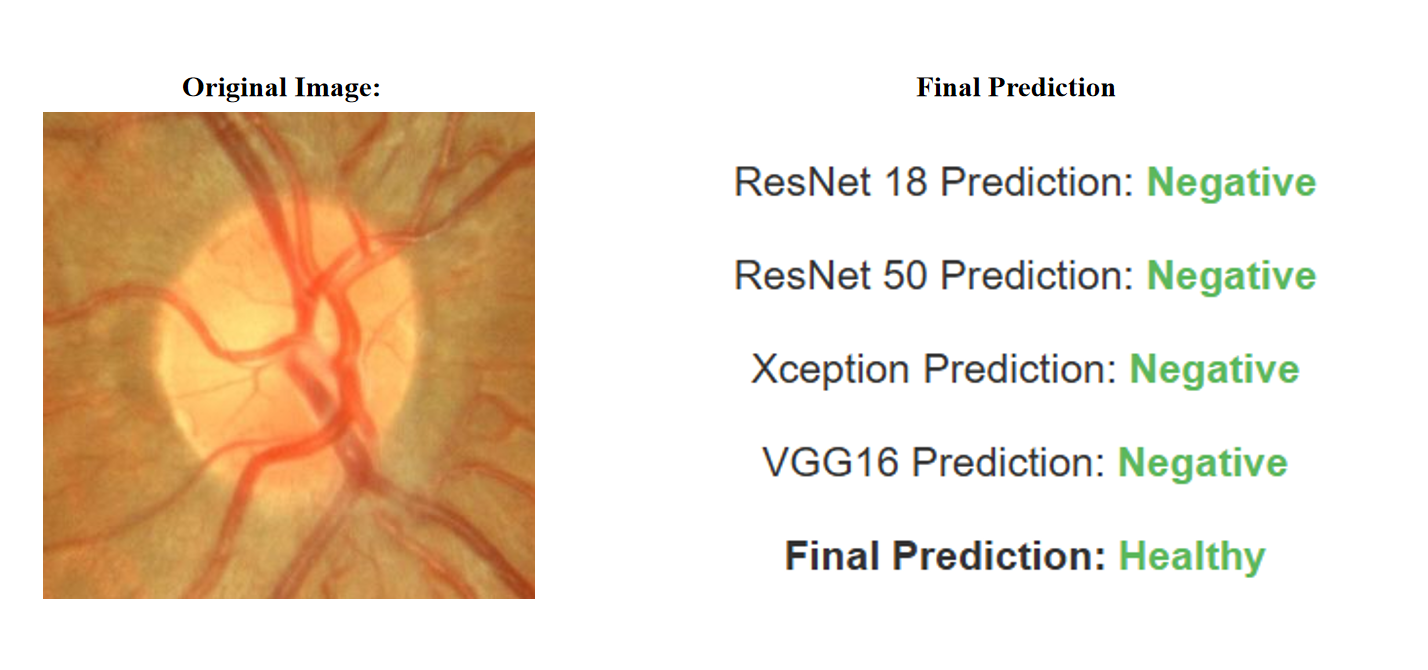 Original Image:
Final Prediction
ResNet 18 Prediction: Negative
ResNet 50 Prediction: Negative
Xception Prediction: Negative
VGG16 Prediction: Negative
Final Prediction: Healthy